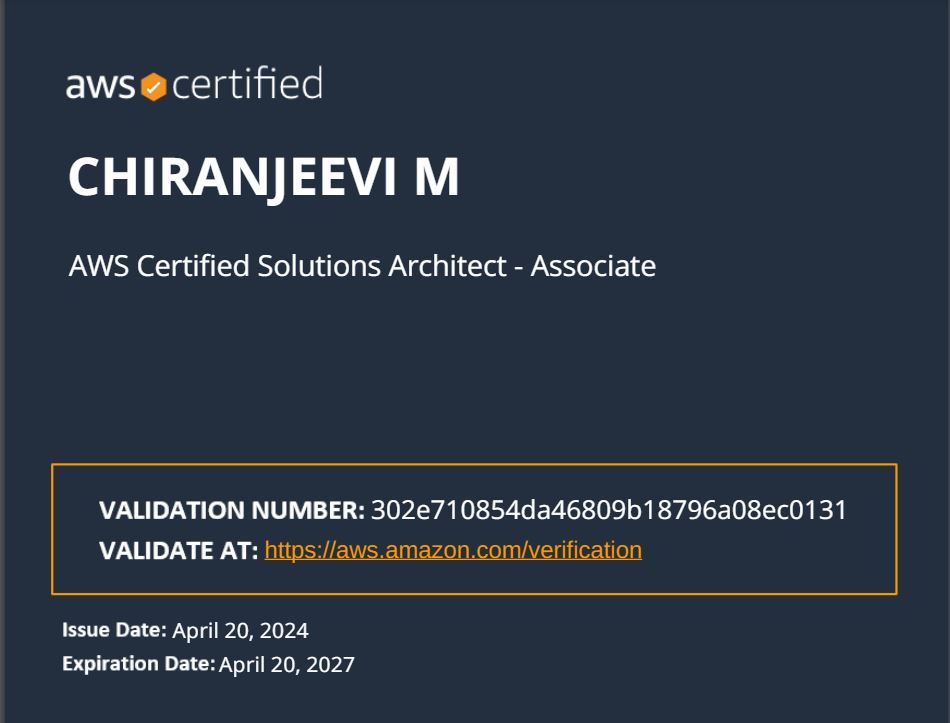 aws certified
CHIRANJEEVI M
AWS Certified Solutions Architect - Associate
VALIDATION NUMBER: 302e710854da46809b18796a08ec0131
VALIDATE AT: https://aws.amazon.com/verification
Issue Date: April 20, 2024
Expiration Date: April 20, 2027